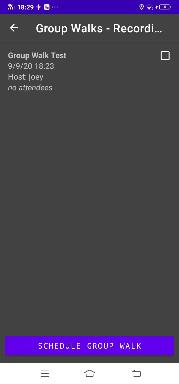 18:29
Group Walks - Recordi...
Group Walk Test
9/9/20 18:23
Host: joey
no attendees
SCHEDULE GROUP WALK